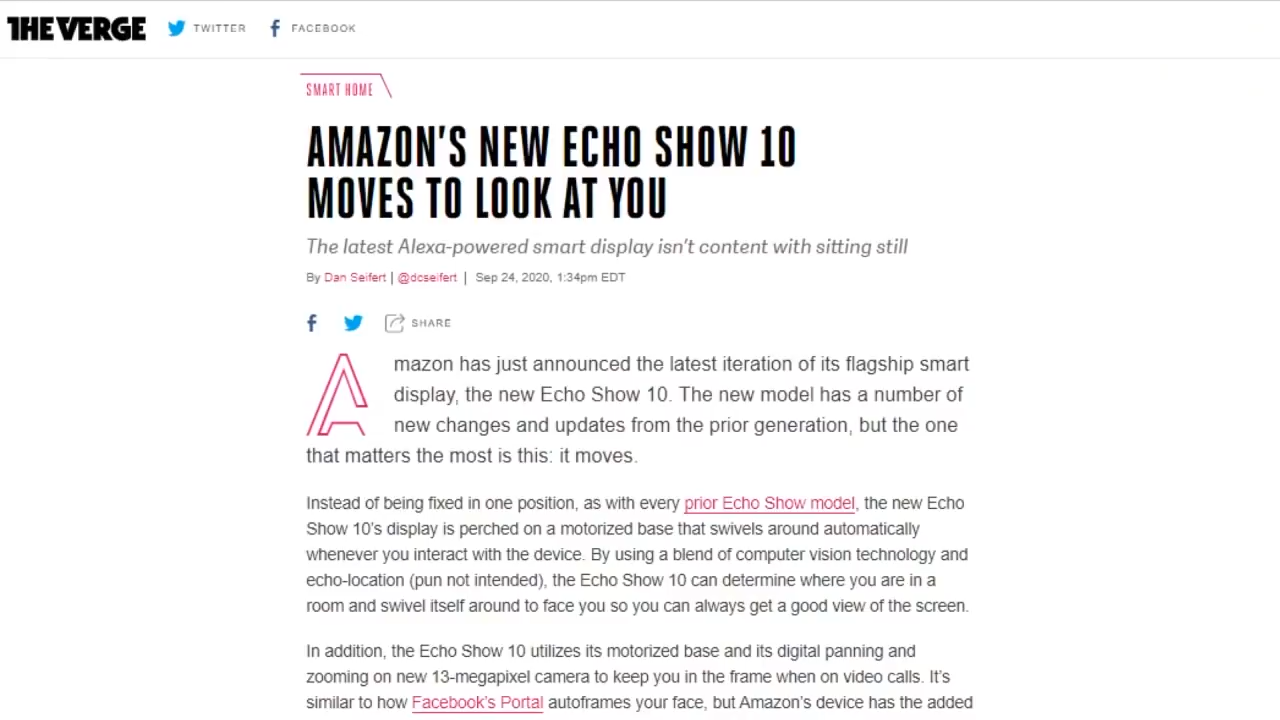 THE VERGE TWITTER FACEBOOK
SMART HOME
AMAZON'S NEW ECHO SHOW 10
MOVES TO LOOK AT YOU
The latest Alexa-powered smart display isn't content with sitting still
By Dan Seifert | @dcseifert | Sep 24, 2020, 1:34pm EDT
SHARE
Amazon has just announced the latest iteration of its flagship smart
display, the new Echo Show 10. The new model has a number of
new changes and updates from the prior generation, but the one
that matters the most is this: it moves.
Instead of being fixed in one position, as with every prior Echo Show model, the new Echo
Show 10's display is perched on a motorized base that swivels around automatically
whenever you interact with the device. By using a blend of computer vision technology and
echo-location (pun not intended), the Echo Show 10 can determine where you are in a
room and swivel itself around to face you so you can always get a good view of the screen.
In addition, the Echo Show 10 utilizes its motorized base and its digital panning and
zooming on new 13-megapixel camera to keep you in the frame when on video calls. It's
similar to how Facebook's Portal autoframes your face, but Amazon's device has the added